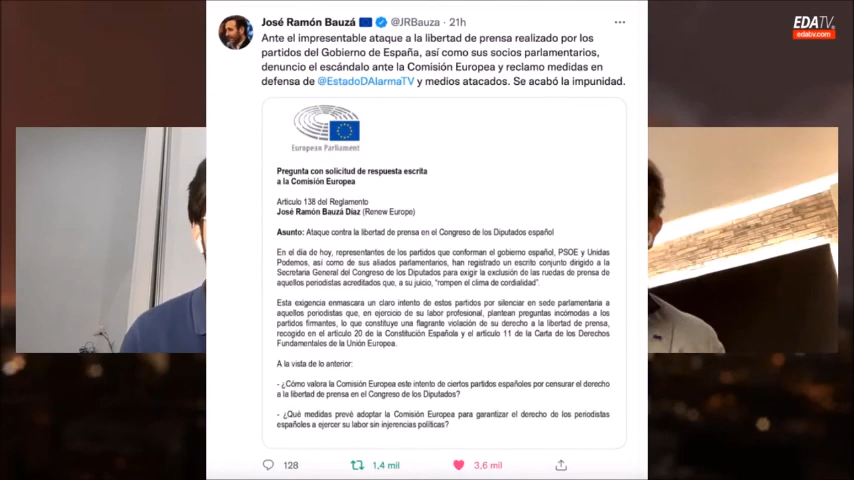 José Ramón Bauzá @JRBauza · 21h
EDATV.
edatv.com
Ante el impresentable ataque a la libertad de prensa realizado por los
partidos del Gobierno de España, así como sus socios parlamentarios,
denuncio el escándalo ante la Comisión Europea y reclamo medidas en
defensa de @EstadoDAlarmaTV y medios atacados. Se acabó la impunidad.
European Parliament
Pregunta con solicitud de respuesta escrita
a la Comisión Europea
Artículo 138 del Reglamento
José Ramón Bauzá Díaz (Renew Europe)
Asunto: Ataque contra la libertad de prensa en el Congreso de los Diputados español
En el día de hoy, representantes de los partidos que conforman el gobierno español, PSOE y Unidas
Podemos, así como de sus aliados parlamentarios, han registrado un escrito conjunto dirigido a la
Secretaría General del Congreso de los Diputados para exigir la exclusión de las ruedas de prensa de
aquellos periodistas acreditados que, a su juicio, “rompen el clima de cordialidad”.
Esta exigencia enmascara un claro intento de estos partidos por silenciar en sede parlamentaria a
aquellos periodistas que, en ejercicio de su labor profesional, plantean preguntas incómodas a los
partidos firmantes, lo que constituye una flagrante violación de su derecho a la libertad de prensa,
recogido en el artículo 20 de la Constitución Española y el artículo 11 de la Carta de los Derechos
Fundamentales de la Unión Europea.
A la vista de lo anterior:
- ¿Cómo valora la Comisión Europea este intento de ciertos partidos españoles por censurar el derecho
a la libertad de prensa en el Congreso de los Diputados?
- ¿Qué medidas prevé adoptar la Comisión Europea para garantizar el derecho de los periodistas
españoles a ejercer su labor sin injerencias políticas?
128 1,4 mil 3,6 mil